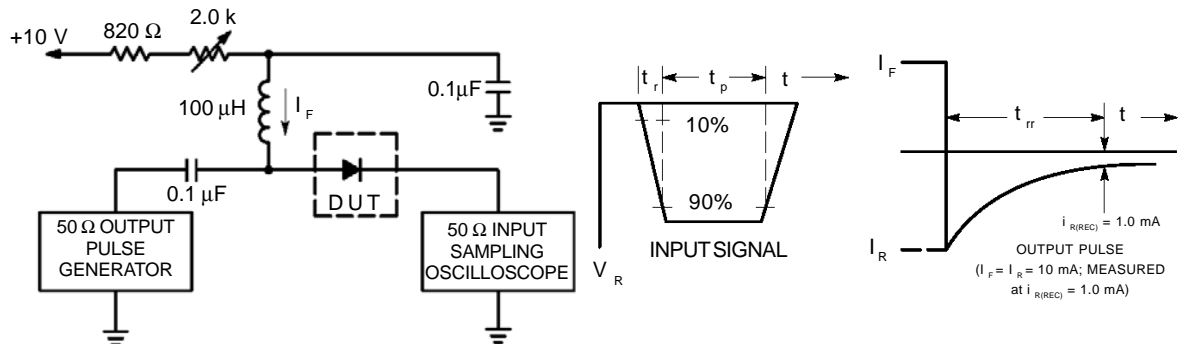 +10 V
820 Ω
2.0 k
100 µH
I F
0.1µF
0.1 µF
D U T
50 Ω OUTPUT
PULSE
GENERATOR
50 Ω INPUT
SAMPLING
OSCILLOSCOPE
t r
t p
t
10%
90%
V R
INPUT SIGNAL
I F
t rr
t
i R(REC) = 1.0 mA
I R
OUTPUT PULSE
(I F = I R = 10 mA; MEASURED
at i R(REC) = 1.0 mA)